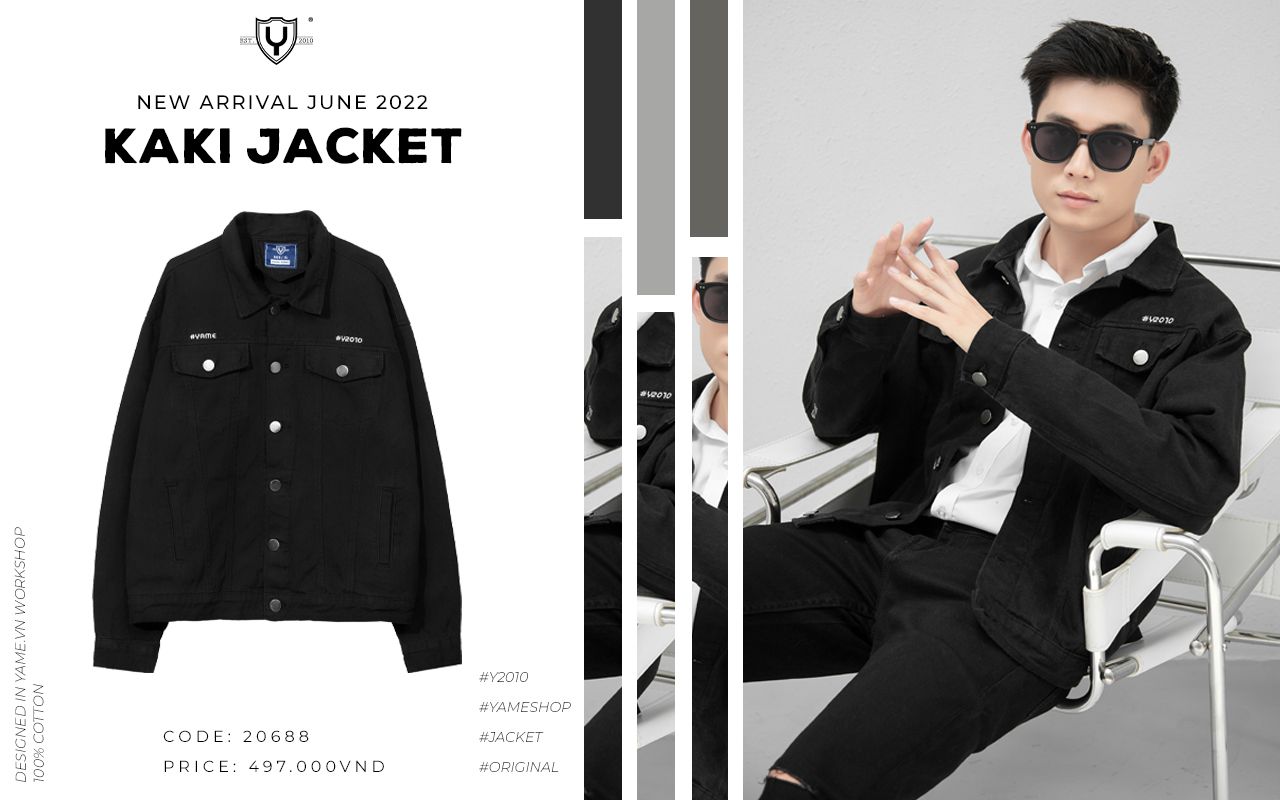 EST. Y 2010
®
NEW ARRIVAL JUNE 2022
KAKI JACKET
#YAME
#Y2010
#Y2010
#Y2010
DESIGNED IN YAME.VN WORKSHOP
100% COTTON
#Y2010
#YAMESHOP
#JACKET
#ORIGINAL
CODE: 20688
PRICE: 497.000VND